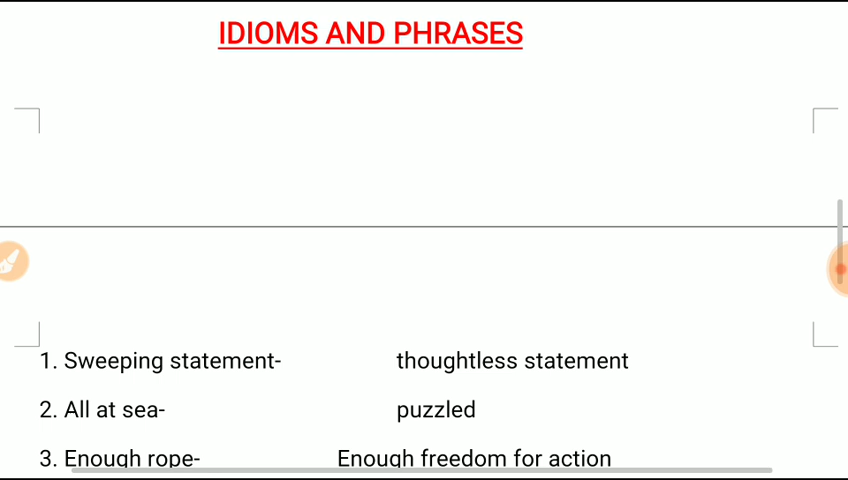 IDIOMS AND PHRASES
1. Sweeping statement- thoughtless statement
2. All at sea- puzzled
3. Enough rope- Enough freedom for action